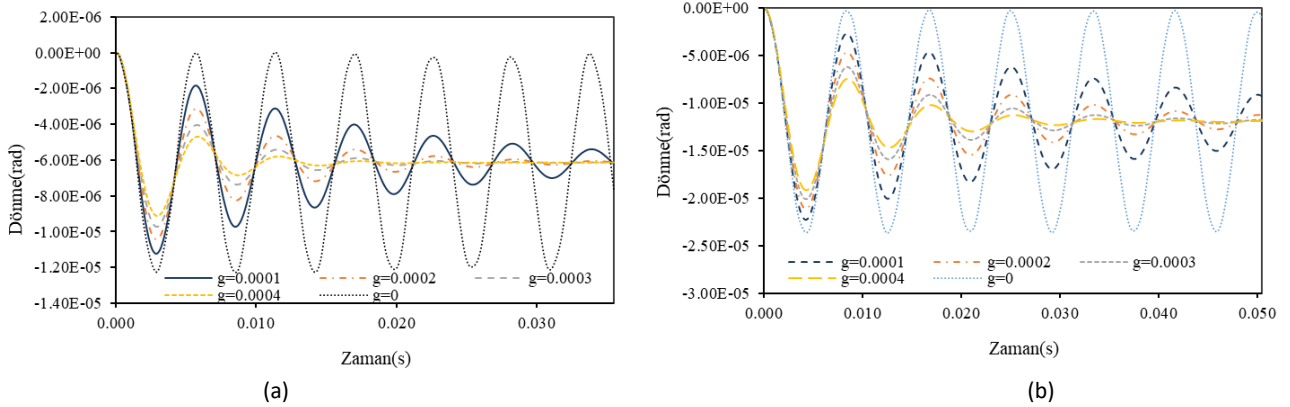 2.00E-06
0.00E+00
-2.00E-06
-4.00E-06
-6.00E-06
-8.00E-06
-1.00E-05
-1.20E-05
-1.40E-05
Dönme(rad)
g=0.0001 g=0.0002 g=0.0003
g=0.0004 g=0
0.000 0.010 0.020 0.030
Zaman(s)
(a)
0.00E+00
-5.00E-06
-1.00E-05
-1.50E-05
-2.00E-05
-2.50E-05
-3.00E-05
Dönme(rad)
g=0.0001 g=0.0002 g=0.0003
g=0.0004 g=0
0.000 0.010 0.020 0.030 0.040 0.050
Zaman(s)
(b)